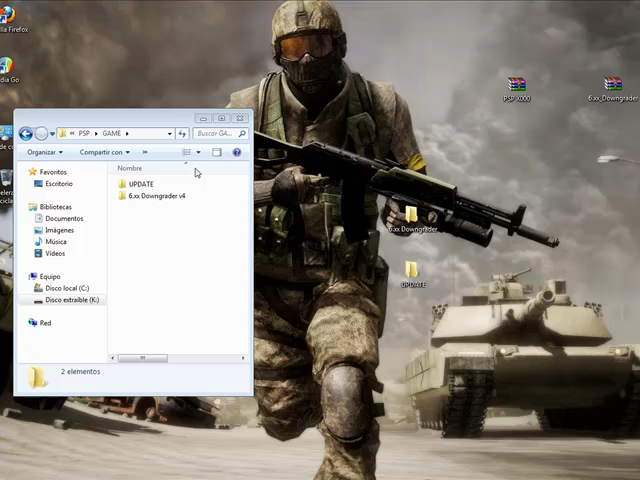 lla Firefox
dia Go
PSP X000
6.xx_Downgrader
« PSP ▸ GAME ▸
Buscar GA...
Organizar
Compartir con
»
Nombre
Favoritos
Escritorio
Bibliotecas
Documentos
Imágenes
Música
Vídeos
Equipo
Disco local (C:)
Disco extraíble (K:)
Red
UPDATE
6.xx Downgrader v4
2 elementos
6.xx Downgrader
UPDATE